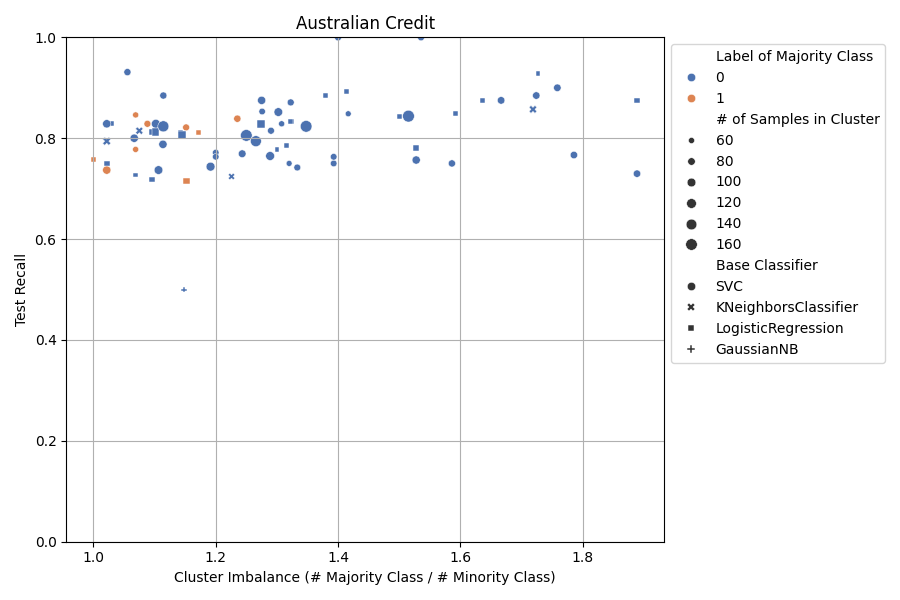 Australian Credit
1.0
0.8
0.6
0.4
0.2
0.0
Test Recall
1.0
1.2
1.4
1.6
1.8
Cluster Imbalance (# Majority Class / # Minority Class)
Label of Majority Class
0
1
# of Samples in Cluster
60
80
100
120
140
160
Base Classifier
SVC
KNeighborsClassifier
LogisticRegression
GaussianNB